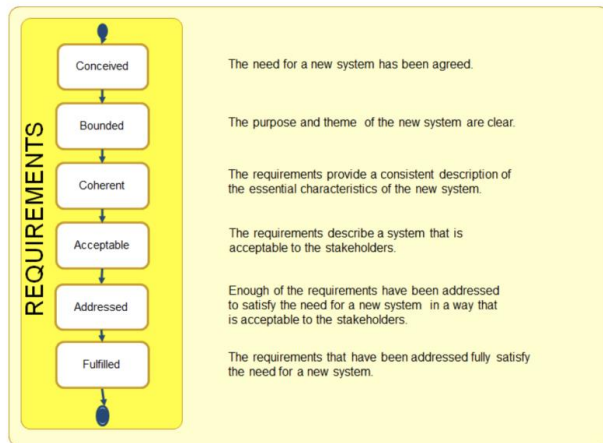 REQUIREMENTS
Conceived
The need for a new system has been agreed.
Bounded
The purpose and theme of the new system are clear.
Coherent
The requirements provide a consistent description of
the essential characteristics of the new system.
Acceptable
The requirements describe a system that is
acceptable to the stakeholders.
Addressed
Enough of the requirements have been addressed
to satisfy the need for a new system in a way that
is acceptable to the stakeholders.
Fulfilled
The requirements that have been addressed fully satisfy
the need for a new system.